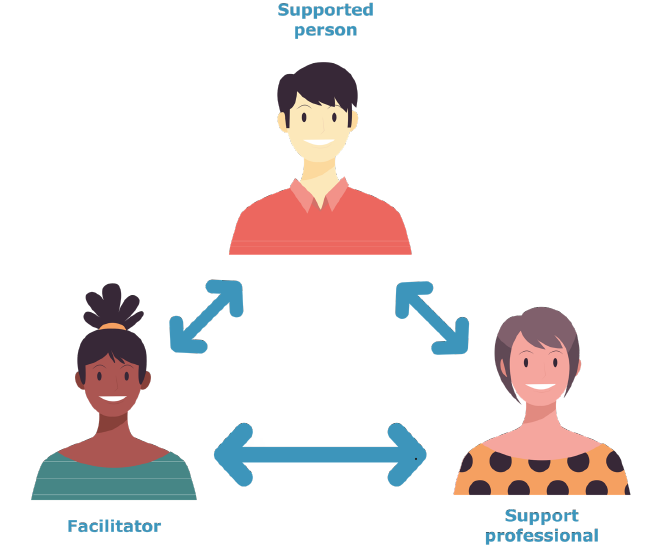 Supported
person
Facilitator
Support
professional